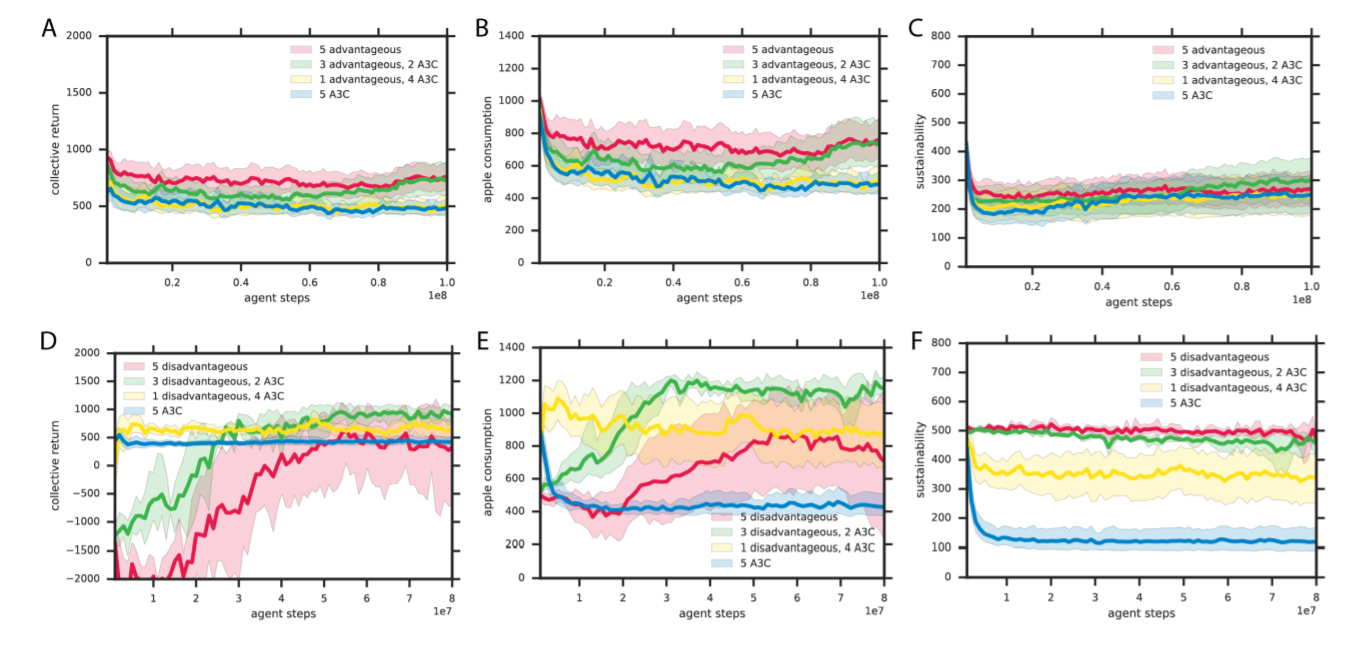 A
2000
1500
1000
500
0
collective return
5 advantageous
3 advantageous, 2 A3C
1 advantageous, 4 A3C
5 A3C
0.2 0.4 0.6 0.8 1.0
1e8
agent steps
B
1400
1200
1000
800
600
400
200
0
apple consumption
5 advantageous
3 advantageous, 2 A3C
1 advantageous, 4 A3C
5 A3C
0.2 0.4 0.6 0.8 1.0
1e8
agent steps
C
800
700
600
500
400
300
200
100
0
sustainability
5 advantageous
3 advantageous, 2 A3C
1 advantageous, 4 A3C
5 A3C
0.2 0.4 0.6 0.8 1.0
1e8
agent steps
D
2000
1500
1000
500
0
−500
−1000
−1500
−2000
collective return
5 disadvantageous
3 disadvantageous, 2 A3C
1 disadvantageous, 4 A3C
5 A3C
1 2 3 4 5 6 7 8
1e7
agent steps
E
1400
1200
1000
800
600
400
200
0
apple consumption
5 disadvantageous
3 disadvantageous, 2 A3C
1 disadvantageous, 4 A3C
5 A3C
1 2 3 4 5 6 7 8
1e7
agent steps
F
800
700
600
500
400
300
200
100
0
sustainability
5 disadvantageous
3 disadvantageous, 2 A3C
1 disadvantageous, 4 A3C
5 A3C
1 2 3 4 5 6 7 8
1e7
agent steps